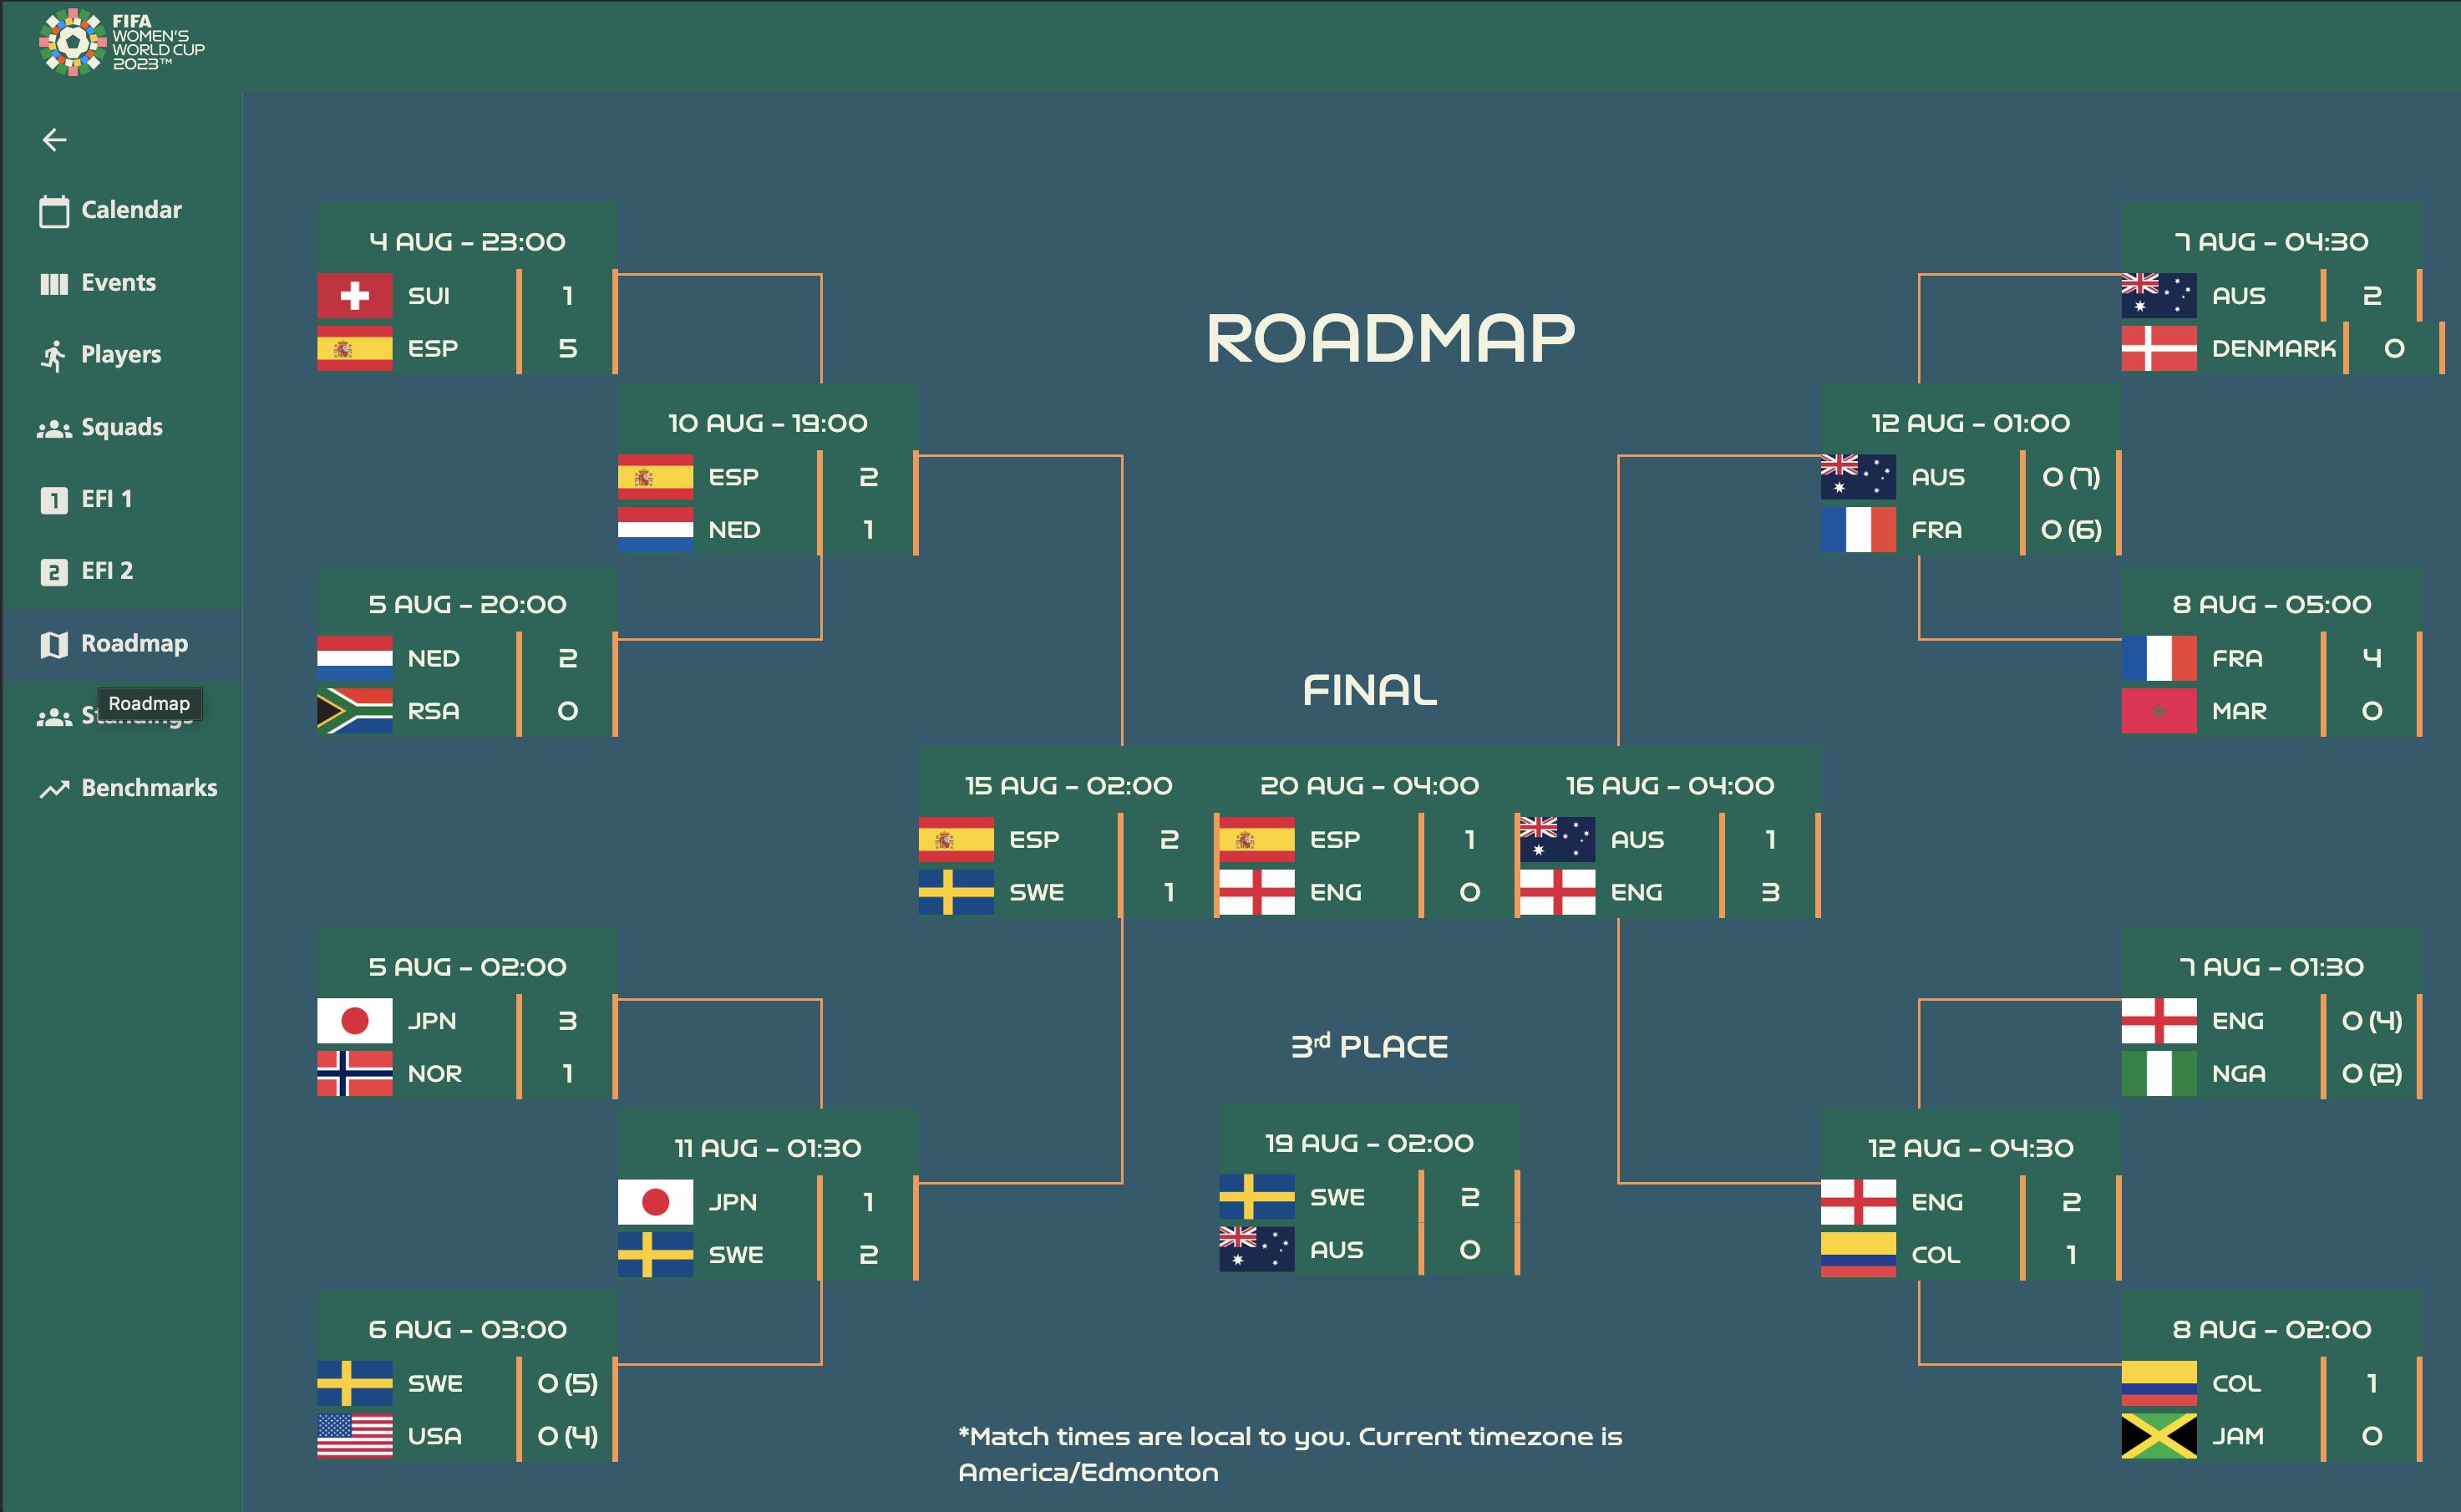 FIFA
WOMEN'S
WORLD CUP
2023™
Calendar
Events
Players
Squads
1 EFI 1
2 EFI 2
Roadmap
Roadmap
Standings
Benchmarks
ROADMAP
4 AUG – 23:00
SUI 1
ESP 5
10 AUG – 19:00
ESP 2
NED 1
5 AUG – 20:00
NED 2
RSA 0
5 AUG – 02:00
JPN 3
NOR 1
11 AUG – 01:30
JPN 1
SWE 2
6 AUG – 03:00
SWE 0 (5)
USA 0 (4)
FINAL
15 AUG – 02:00
ESP 2
SWE 1
20 AUG – 04:00
ESP 1
ENG 0
16 AUG – 04:00
AUS 1
ENG 3
3rd PLACE
19 AUG – 02:00
SWE 2
AUS 0
7 AUG – 04:30
AUS 2
DENMARK 0
12 AUG – 01:00
AUS 0 (7)
FRA 0 (6)
8 AUG – 05:00
FRA 4
MAR 0
7 AUG – 01:30
ENG 0 (4)
NGA 0 (2)
12 AUG – 04:30
ENG 2
COL 1
8 AUG – 02:00
COL 1
JAM 0
*Match times are local to you. Current timezone is
America/Edmonton